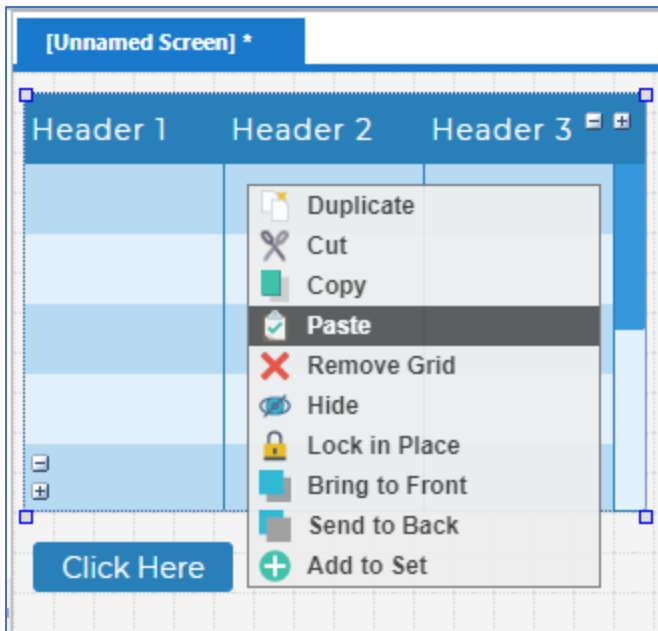 [Unnamed Screen] *
Header 1 Header 2 Header 3
Duplicate
Cut
Copy
Paste
Remove Grid
Hide
Lock in Place
Bring to Front
Send to Back
Add to Set
Click Here